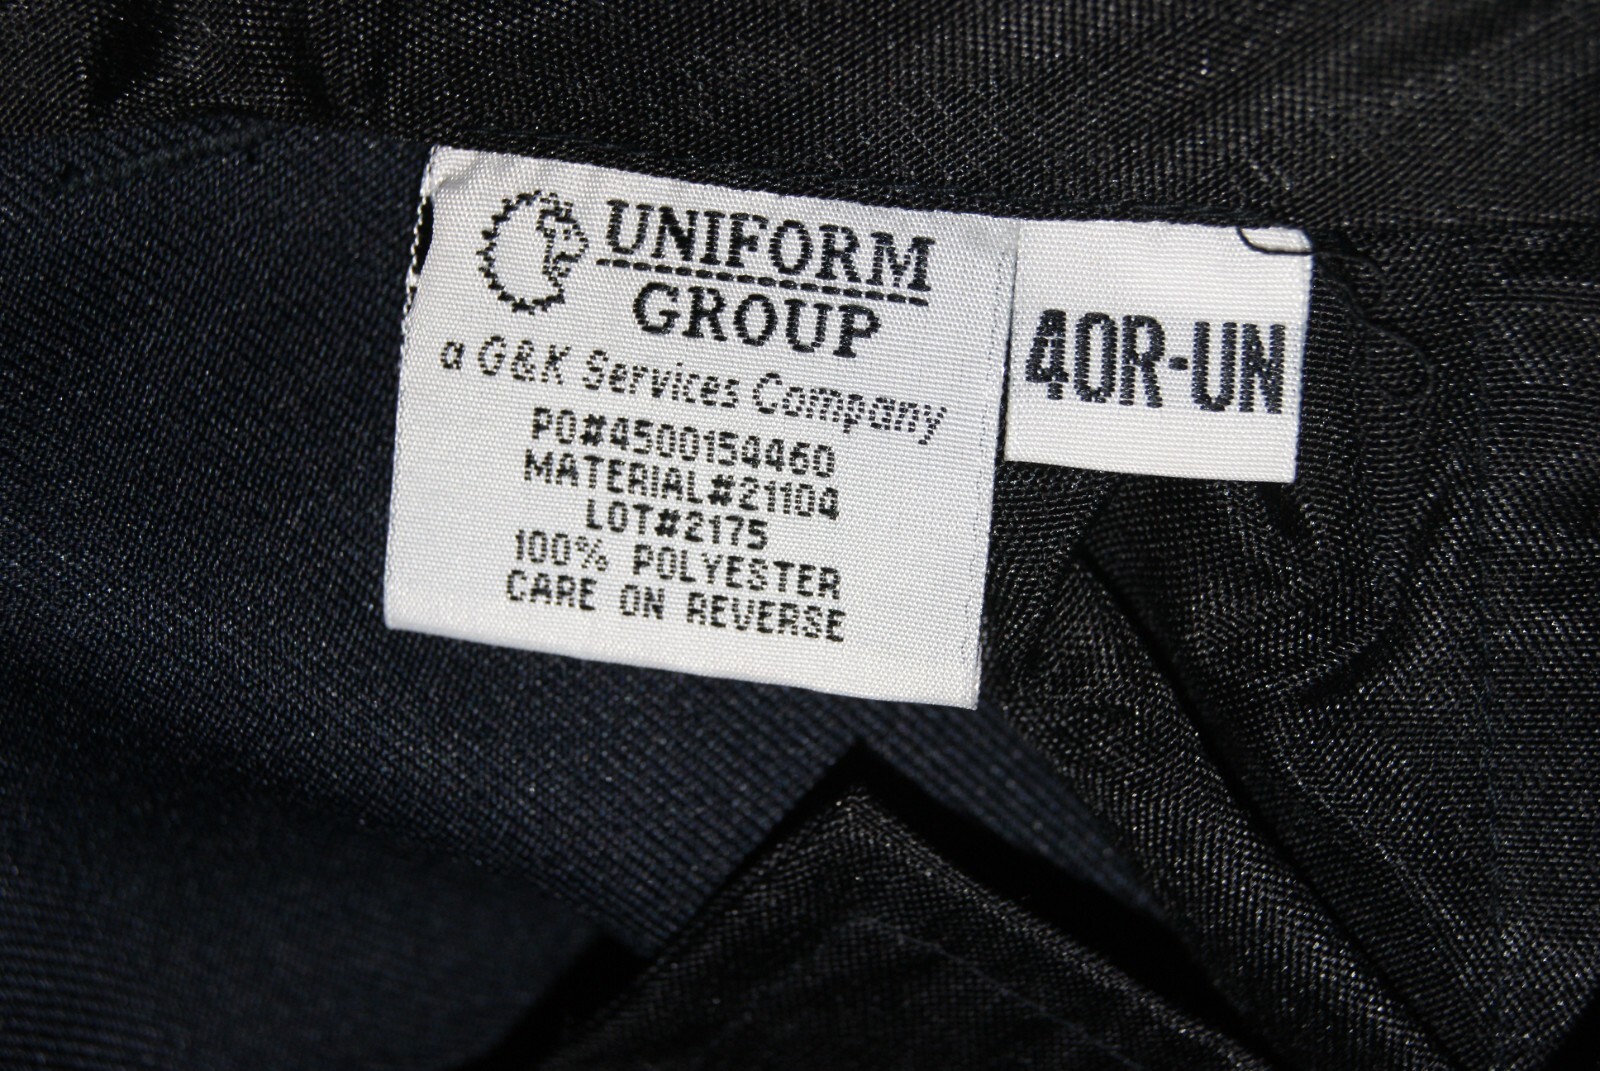 UNIFORM
GROUP
a G&K Services Company
PO#4500154460
MATERIAL#21104
LOT#2175
100% POLYESTER
CARE ON REVERSE
40R-UN